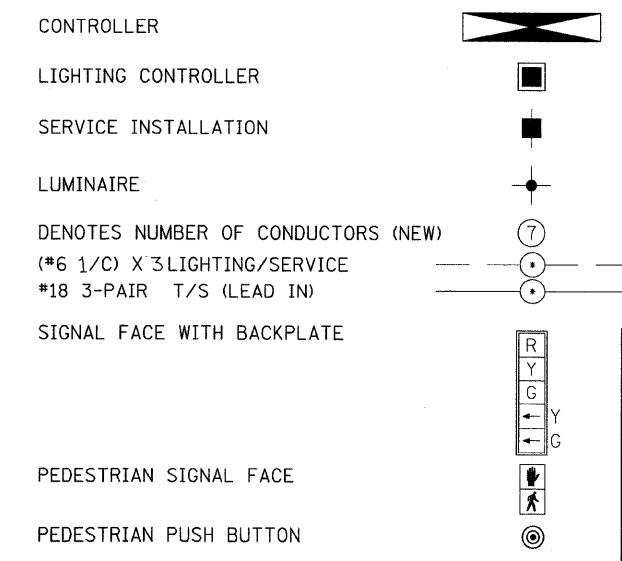 CONTROLLER
LIGHTING CONTROLLER
SERVICE INSTALLATION
LUMINAIRE
DENOTES NUMBER OF CONDUCTORS (NEW) 7
(#6 1/C) X 3 LIGHTING/SERVICE *
#18 3-PAIR T/S (LEAD IN) *
SIGNAL FACE WITH BACKPLATE
R
Y
G
← Y
← G
PEDESTRIAN SIGNAL FACE
PEDESTRIAN PUSH BUTTON